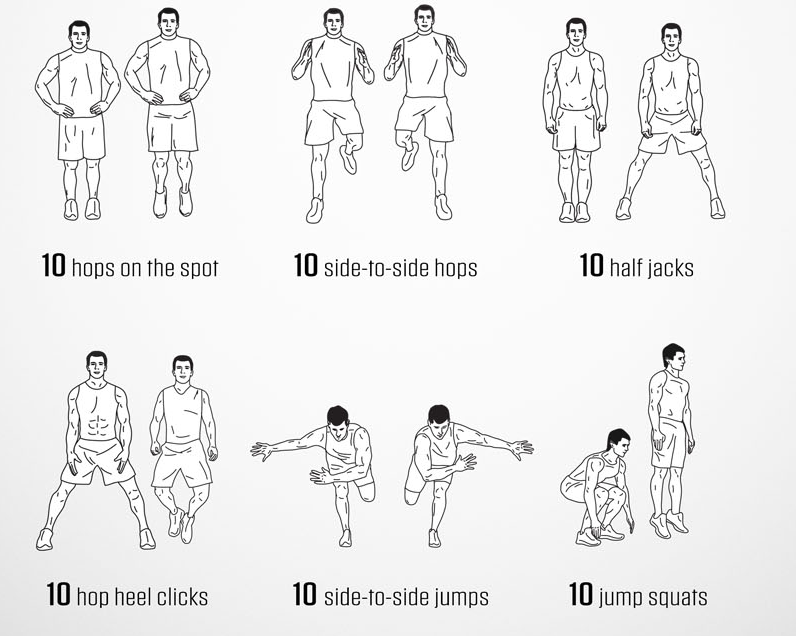 10 hops on the spot
10 side-to-side hops
10 half jacks
10 hop heel clicks
10 side-to-side jumps
10 jump squats